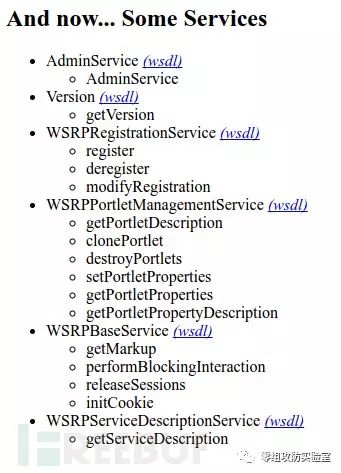 And now... Some Services
AdminService (wsdl)
AdminService
Version (wsdl)
getVersion
WSRPRegistrationService (wsdl)
register
deregister
modifyRegistration
WSRPPortletManagementService (wsdl)
getPortletDescription
clonePortlet
destroyPortlets
setPortletProperties
getPortletProperties
getPortletPropertyDescription
WSRPBaseService (wsdl)
getMarkup
performBlockingInteraction
releaseSessions
initCookie
WSRPServiceDescriptionService (wsdl)
getServiceDescription
FREEBUF
零组攻防实验室